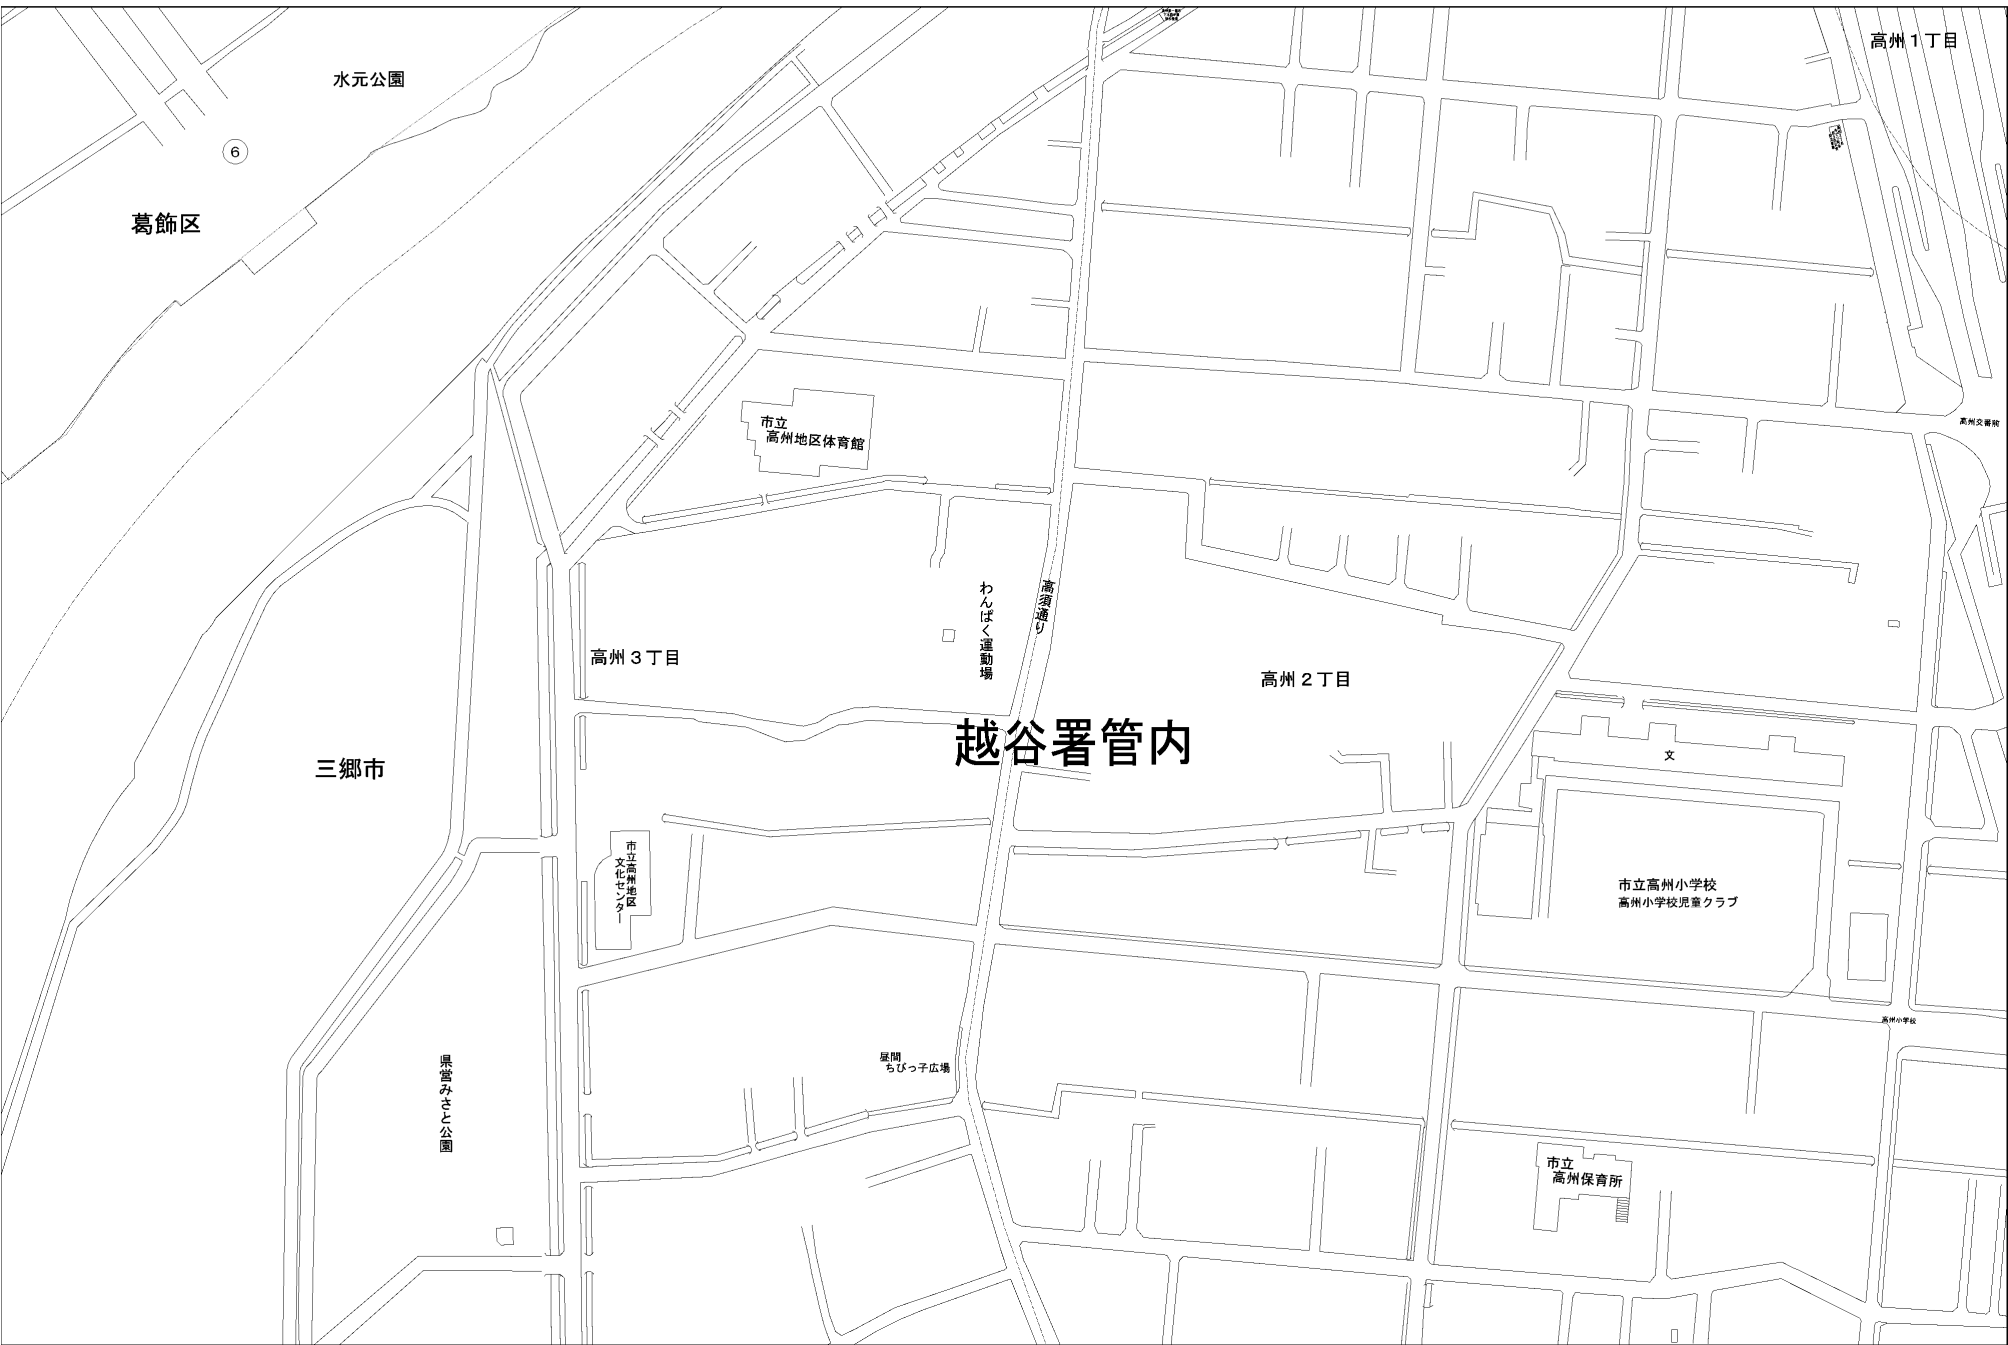 高州１丁目
水元公園
6
葛飾区
市立
高州地区体育館
高州交番前
わんぱく運動場
高須通り
高州３丁目
高州２丁目
越谷署管内
文
三郷市
市立高州地区
文化センター
市立高州小学校
高州小学校児童クラブ
高州小学校
昼間
ちびっ子広場
県営みさと公園
市立
高州保育所